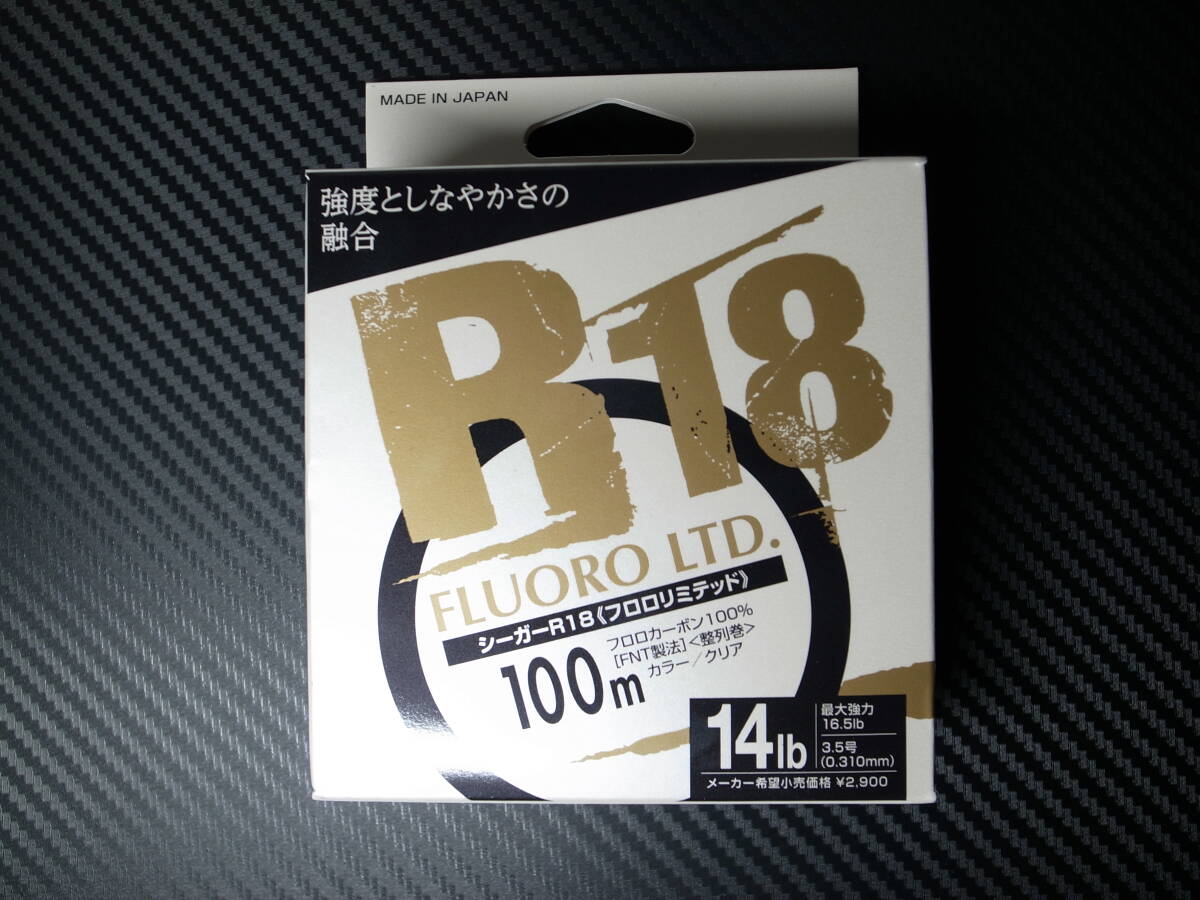 MADE IN JAPAN
強度としなやかさの
融合
R18
FLUORO LTD.
シーガーR18《フロロリミテッド》
100m
フロロカーボン100%
[FNT製法]<整列巻>
カラー／クリア
14lb
最大強力
16.5lb
3.5号
(0.310mm)
メーカー希望小売価格 ¥2,900